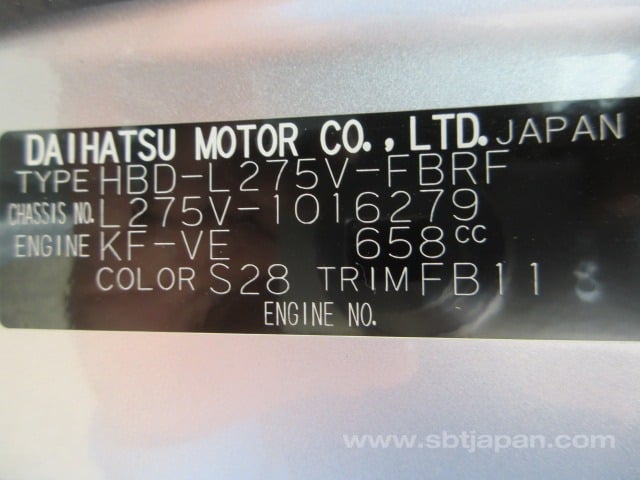 DAIHATSU MOTOR CO., LTD. JAPAN
TYPE HBD-L275V-FBRF
CHASSIS NO. L275V-1016279
ENGINE KF-VE 658CC
COLOR S28 TRIM FB11
ENGINE NO.
www.sbtjapan.com